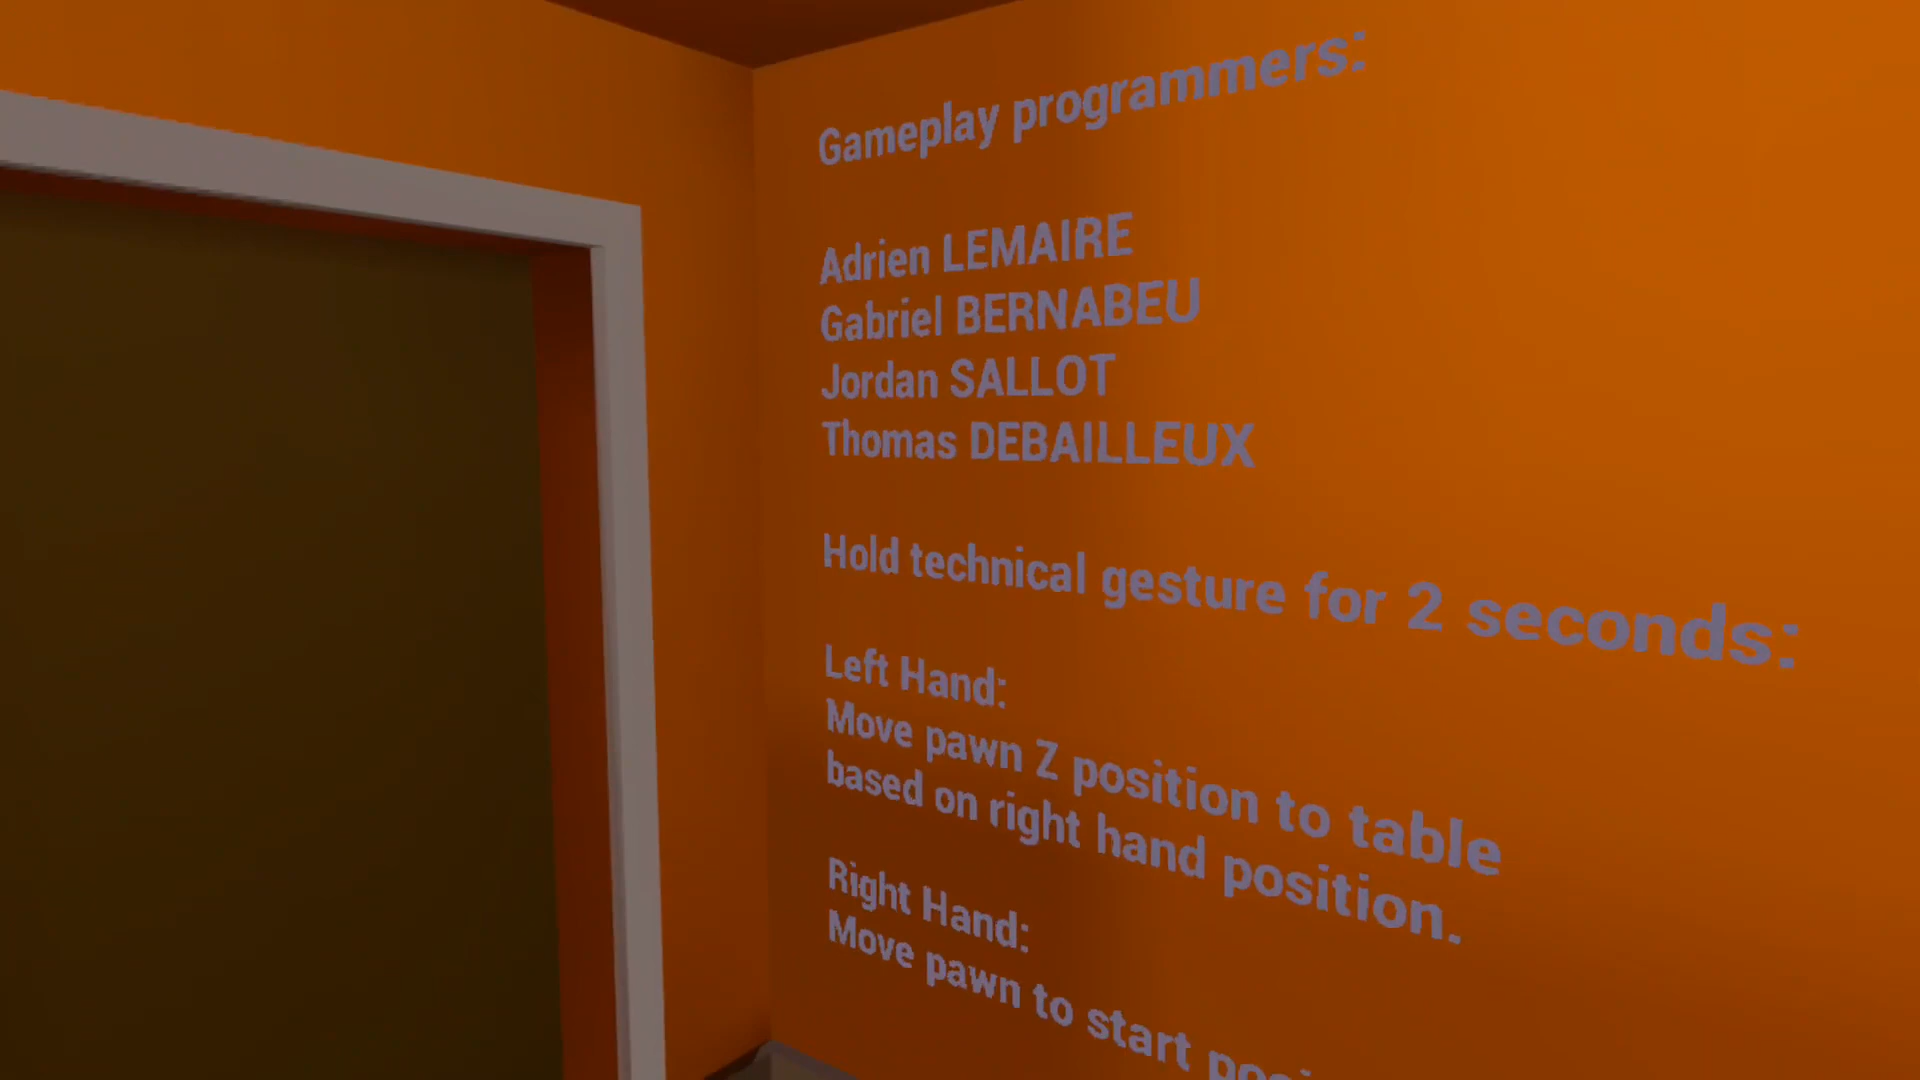 Gameplay programmers:
Adrien LEMAIRE
Gabriel BERNABEU
Jordan SALLOT
Thomas DEBAILLEUX
Hold technical gesture for 2 seconds:
Left Hand:
Move pawn Z position to table
based on right hand position.
Right Hand:
Move pawn to start